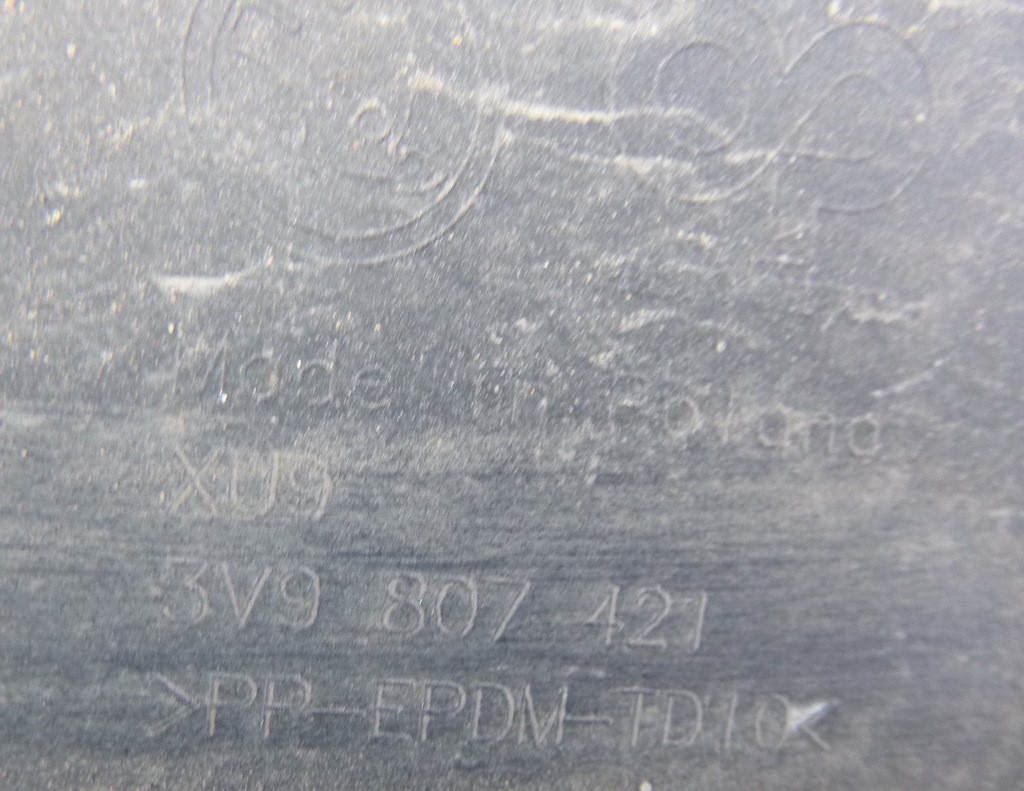 Made in Poland
XU9
3V9 807 421
>PP-EPDM-TD10<